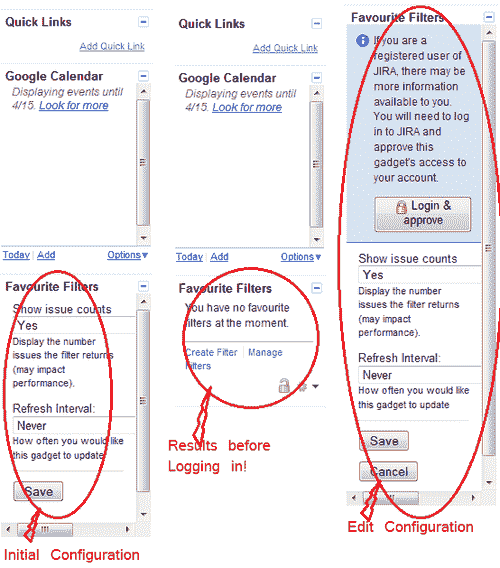 Quick Links
Add Quick Link
Google Calendar
Displaying events until
4/15. Look for more
Today | Add
Options
Favourite Filters
Show issue counts
Yes
Display the number
issues the filter returns
(may impact
performance).
Refresh Interval:
Never
How often you would like
this gadget to update
Save
Initial Configuration
Quick Links
Add Quick Link
Google Calendar
Displaying events until
4/15. Look for more
Today | Add
Options
Favourite Filters
You have no favourite
filters at the moment.
Create Filter Manage
Filters
Results before
Logging in!
Favourite Filters
If you are a
registered user of
JIRA, there may be
more information
available to you.
You will need to log
in to JIRA and
approve this
gadget's access to
your account.
Login &
approve
Show issue counts
Yes
Display the number
issues the filter returns
(may impact
performance).
Refresh Interval:
Never
How often you would like
this gadget to update
Save
Cancel
Edit Configuration